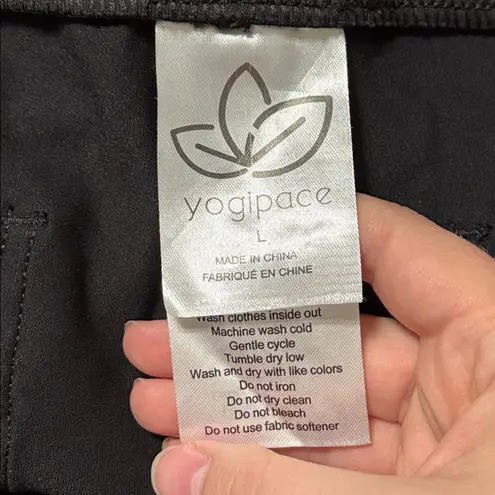 yogipace
L
MADE IN CHINA
FABRIQUÉ EN CHINE
Wash clothes inside out
Machine wash cold
Gentle cycle
Tumble dry low
Wash and dry with like colors
Do not iron
Do not dry clean
Do not bleach
Do not use fabric softener